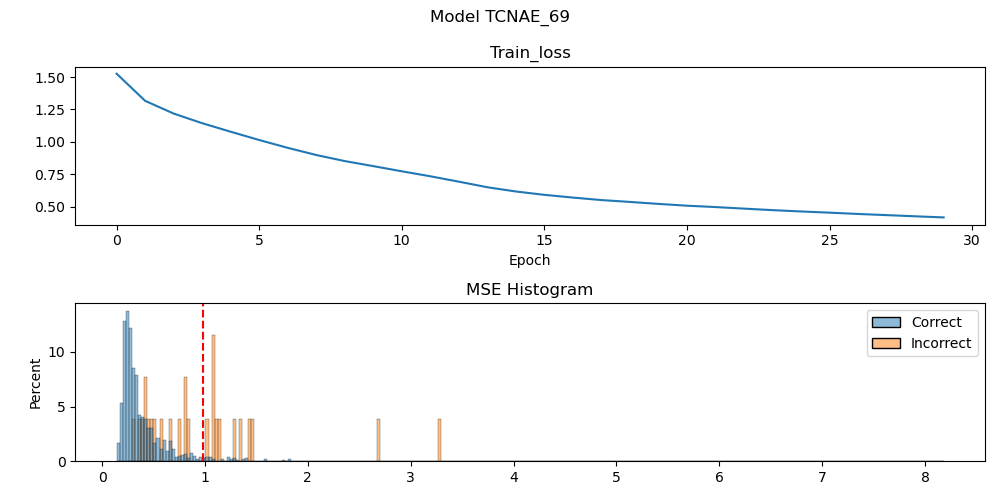 Model TCNAE_69
Train_loss
1.50
1.25
1.00
0.75
0.50
0 5 10 15 20 25 30
Epoch
MSE Histogram
Correct
Incorrect
10
5
0
Percent
0 1 2 3 4 5 6 7 8